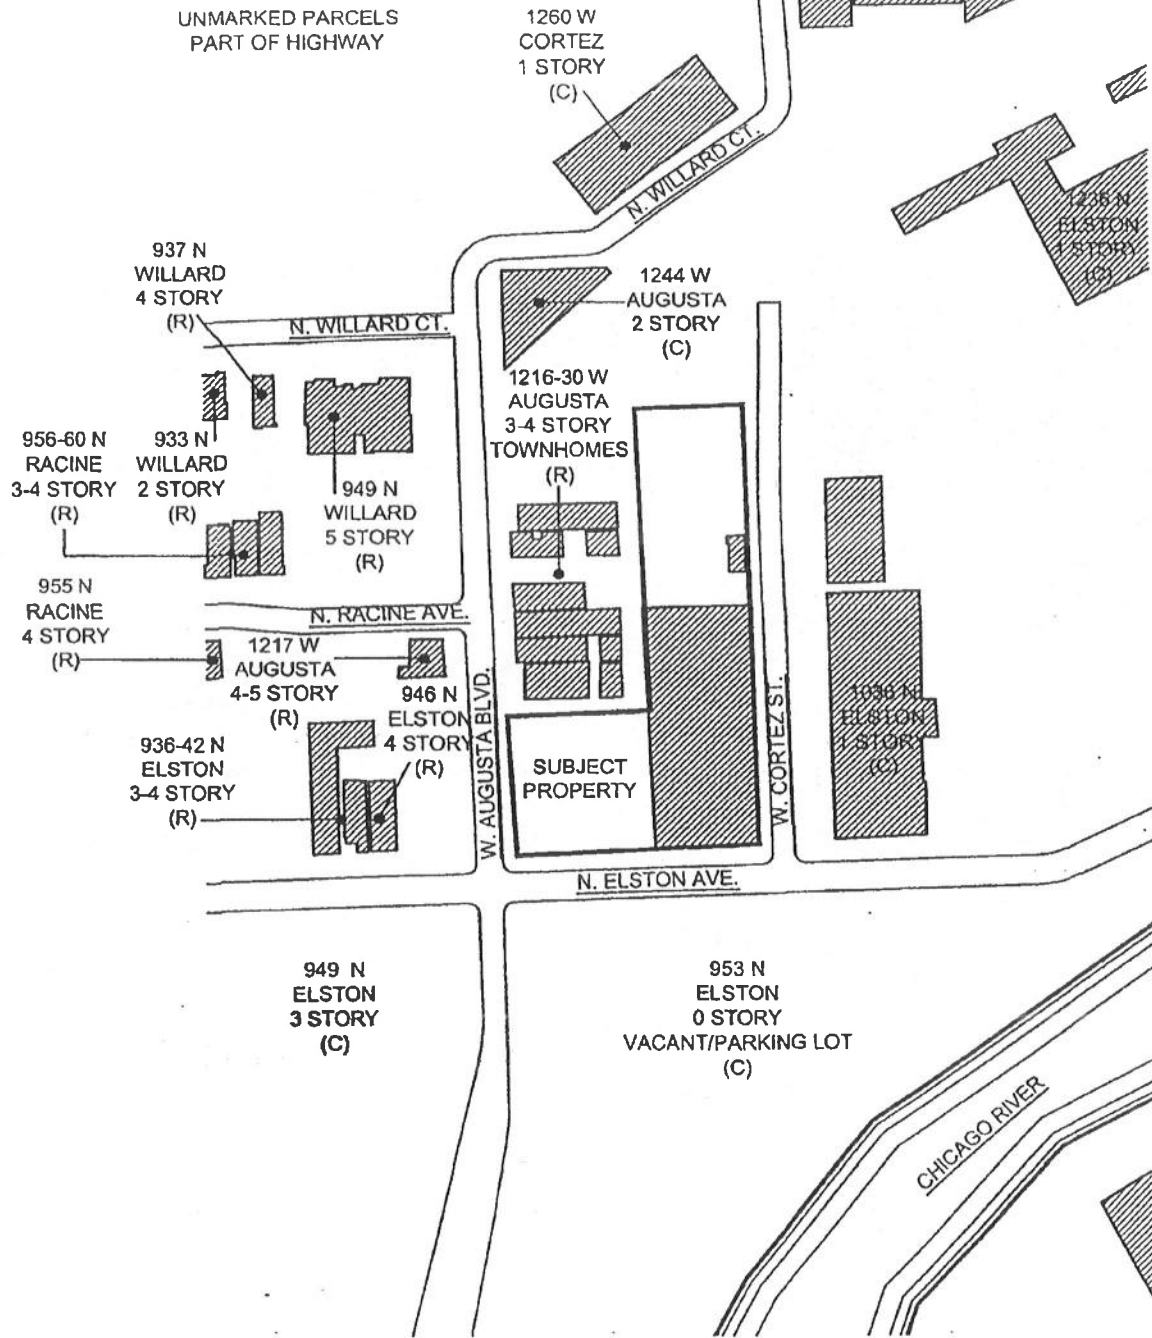 UNMARKED PARCELS
PART OF HIGHWAY
1260 W
CORTEZ
1 STORY
(C)
N. WILLARD CT.
1236 N
ELSTON
1 STORY
(C)
937 N
WILLARD
4 STORY
(R)
N. WILLARD CT.
1244 W
AUGUSTA
2 STORY
(C)
1216-30 W
AUGUSTA
3-4 STORY
TOWNHOMES
(R)
956-60 N
RACINE
3-4 STORY
(R)
933 N
WILLARD
2 STORY
(R)
949 N
WILLARD
5 STORY
(R)
955 N
RACINE
4 STORY
(R)
N. RACINE AVE.
1217 W
AUGUSTA
4-5 STORY
(R)
946 N
ELSTON
4 STORY
(R)
936-42 N
ELSTON
3-4 STORY
(R)
W. AUGUSTA BLVD.
SUBJECT
PROPERTY
W. CORTEZ ST.
1036 N
ELSTON
1 STORY
(C)
N. ELSTON AVE.
949 N
ELSTON
3 STORY
(C)
953 N
ELSTON
0 STORY
VACANT/PARKING LOT
(C)
CHICAGO RIVER